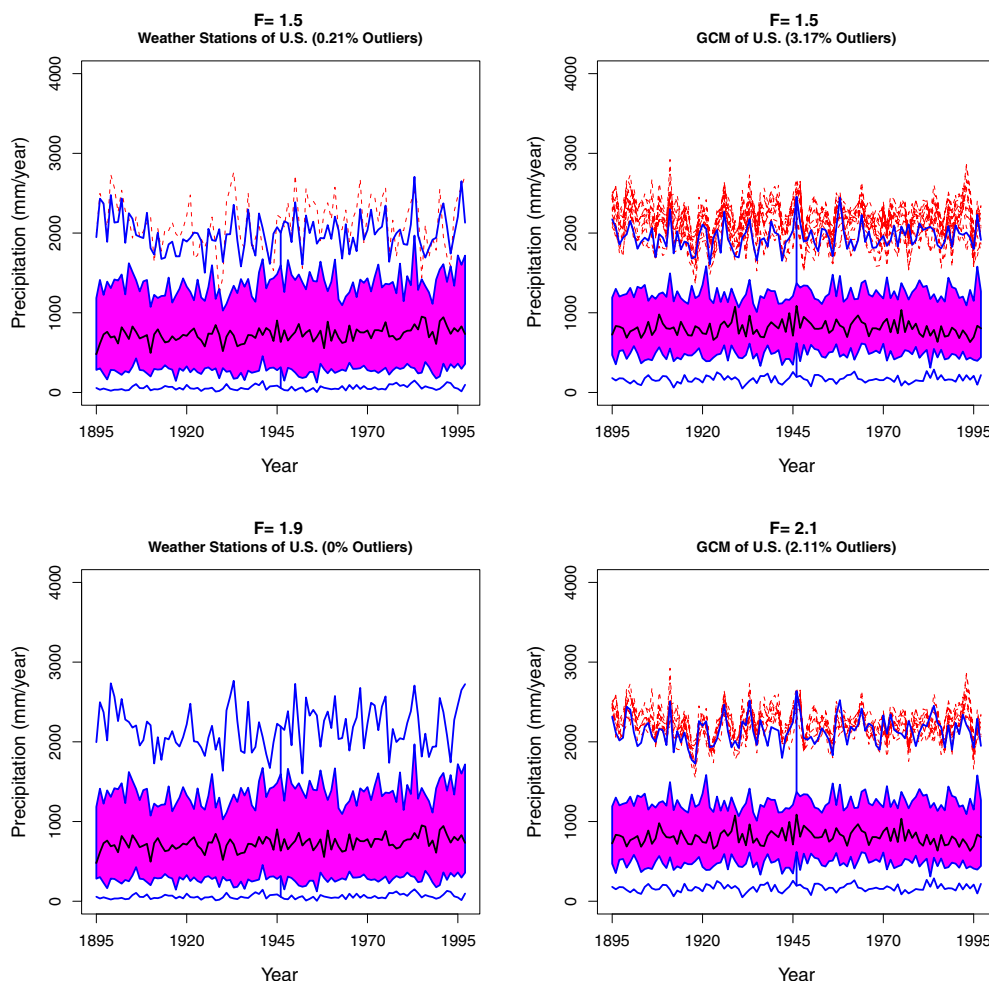 F= 1.5
Weather Stations of U.S. (0.21% Outliers)
Precipitation (mm/year)
4000
3000
2000
1000
0
1895
1920
1945
1970
1995
Year
F= 1.5
GCM of U.S. (3.17% Outliers)
Precipitation (mm/year)
4000
3000
2000
1000
0
1895
1920
1945
1970
1995
Year
F= 1.9
Weather Stations of U.S. (0% Outliers)
Precipitation (mm/year)
4000
3000
2000
1000
0
1895
1920
1945
1970
1995
Year
F= 2.1
GCM of U.S. (2.11% Outliers)
Precipitation (mm/year)
4000
3000
2000
1000
0
1895
1920
1945
1970
1995
Year